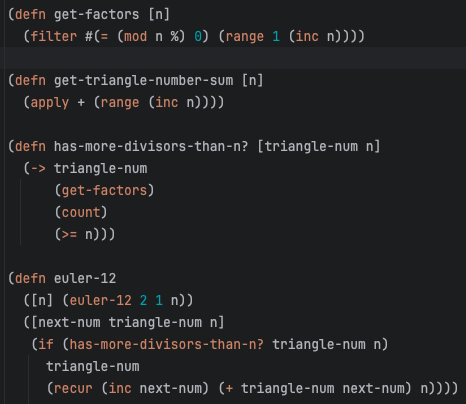 (defn get-factors [n]
  (filter #(= (mod n %) 0) (range 1 (inc n))))

(defn get-triangle-number-sum [n]
  (apply + (range (inc n))))

(defn has-more-divisors-than-n? [triangle-num n]
  (-> triangle-num
      (get-factors)
      (count)
      (>= n)))

(defn euler-12
  ([n] (euler-12 2 1 n))
  ([next-num triangle-num n]
   (if (has-more-divisors-than-n? triangle-num n)
     triangle-num
     (recur (inc next-num) (+ triangle-num next-num) n))))